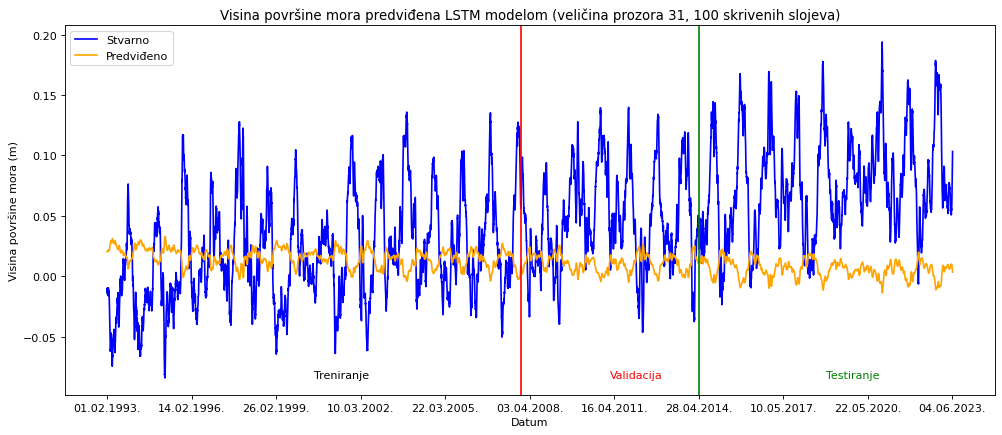 Visina površine mora predviđena LSTM modelom (veličina prozora 31, 100 skrivenih slojeva)
Stvarno
Predviđeno
Visina površine mora (m)
0.20
0.15
0.10
0.05
0.00
−0.05
Treniranje
Validacija
Testiranje
01.02.1993.
14.02.1996.
26.02.1999.
10.03.2002.
22.03.2005.
03.04.2008.
16.04.2011.
28.04.2014.
10.05.2017.
22.05.2020.
04.06.2023.
Datum